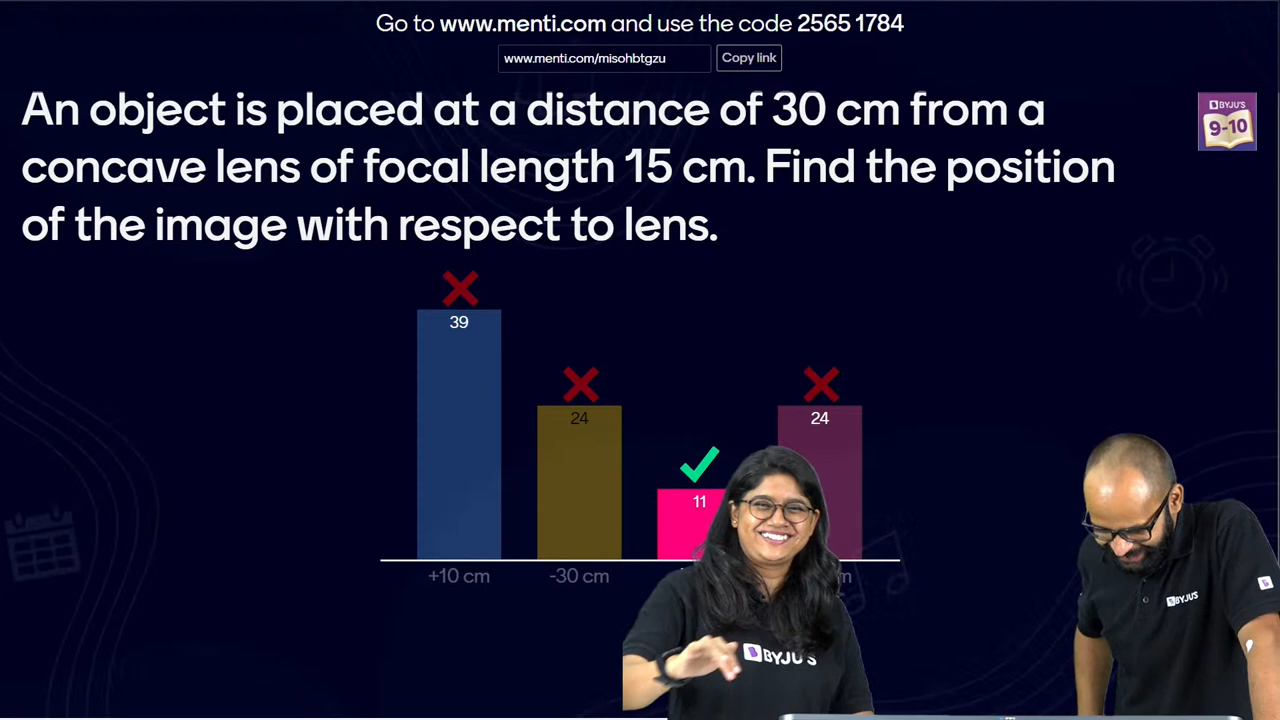 Go to www.menti.com and use the code 2565 1784
www.menti.com/misohbtgzu Copy link
An object is placed at a distance of 30 cm from a
concave lens of focal length 15 cm. Find the position
of the image with respect to lens.
BYJU'S
9-10
39
24
24
11
+10 cm -30 cm
BYJU'S
BYJU'S